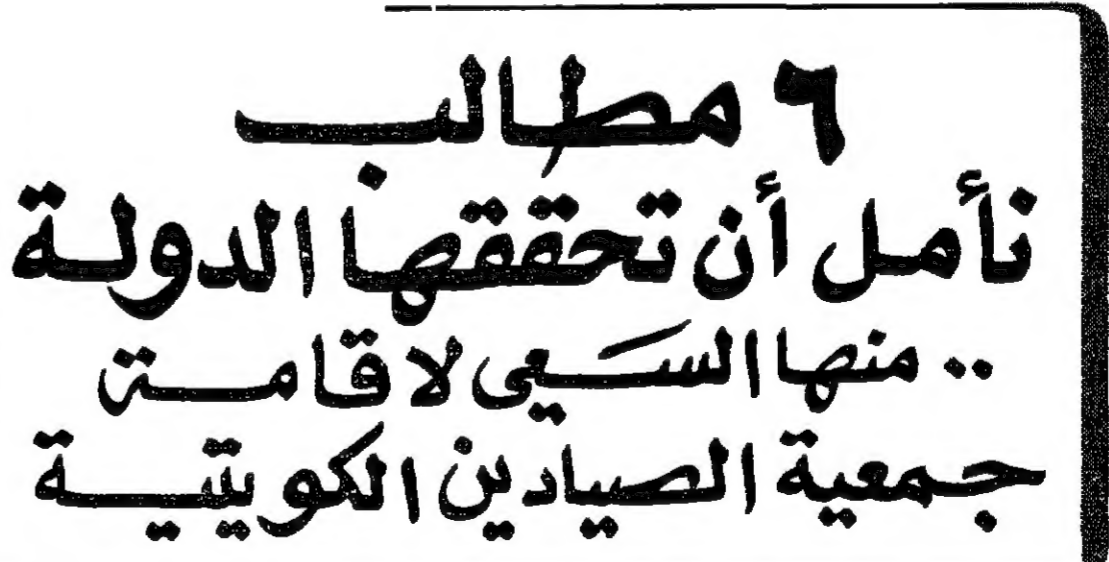 ٦ مطالب
نأمل أن تحققها الدولة
.. منها السعي لاقامة
جمعية الصيادين الكويتية